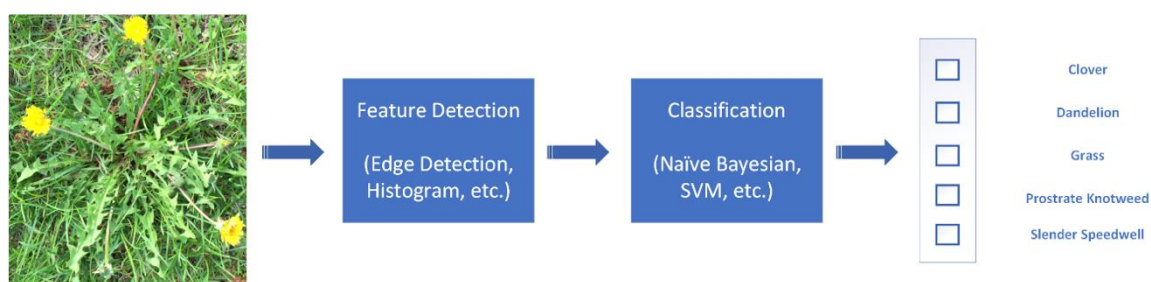 Feature Detection
(Edge Detection,
Histogram, etc.)
Classification
(Naïve Bayesian,
SVM, etc.)
Clover
Dandelion
Grass
Prostrate Knotweed
Slender Speedwell